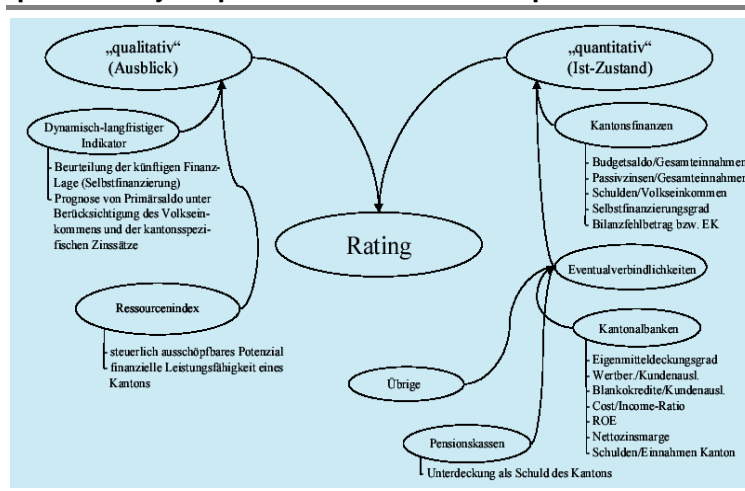 „qualitativ“
(Ausblick)
„quantitativ“
(Ist-Zustand)
Dynamisch-langfristiger
Indikator
- Beurteilung der künftigen Finanz-
Lage (Selbstfinanzierung)
- Prognose von Primärsaldo unter
Berücksichtigung des Volksein-
kommens und der kantonsspezi-
fischen Zinssätze
Kantonsfinanzen
- Budgetsaldo/Gesamteinnahmen
- Passivzinsen/Gesamteinnahmen
- Schulden/Volkseinkommen
- Selbstfinanzierungsgrad
- Bilanzfehlbetrag bzw. EK
Rating
Eventualverbindlichkeiten
Ressourcenindex
- steuerlich ausschöpfbares Potenzial
- finanzielle Leistungsfähigkeit eines
Kantons
Kantonalbanken
- Eigenmitteldeckungsgrad
- Wertber./Kundenausl.
- Blankokredite/Kundenausl.
- Cost/Income-Ratio
- ROE
- Nettozinsmarge
- Schulden/Einnahmen Kanton
Übrige
Pensionskassen
- Unterdeckung als Schuld des Kantons